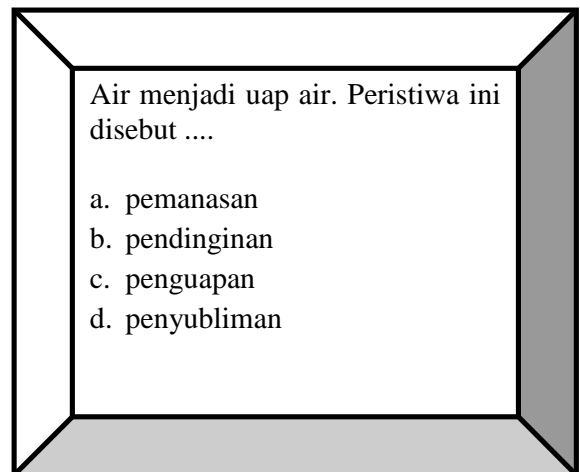 Air menjadi uap air. Peristiwa ini
disebut ....
a. pemanasan
b. pendinginan
c. penguapan
d. penyubliman